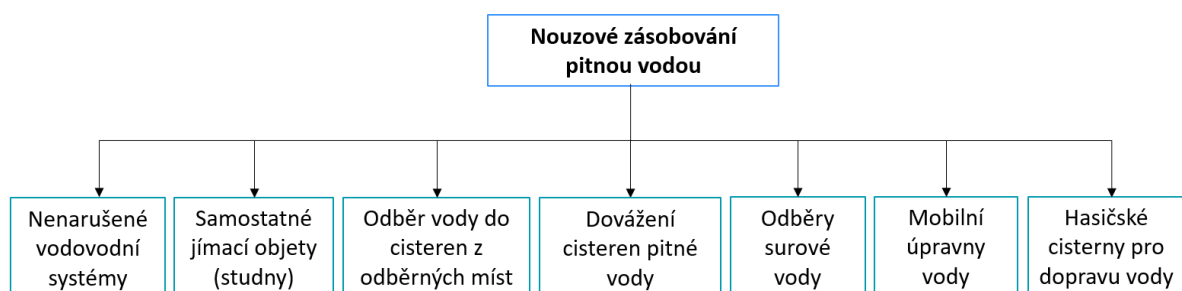 Nouzové zásobování
pitnou vodou
Nenarušené
vodovodní
systémy
Samostatné
jímací objety
(studny)
Odběr vody do
cisteren z
odběrných míst
Dovážení
cisteren pitné
vody
Odběry
surové
vody
Mobilní
úpravny
vody
Hasičské
cisterny pro
dopravu vody